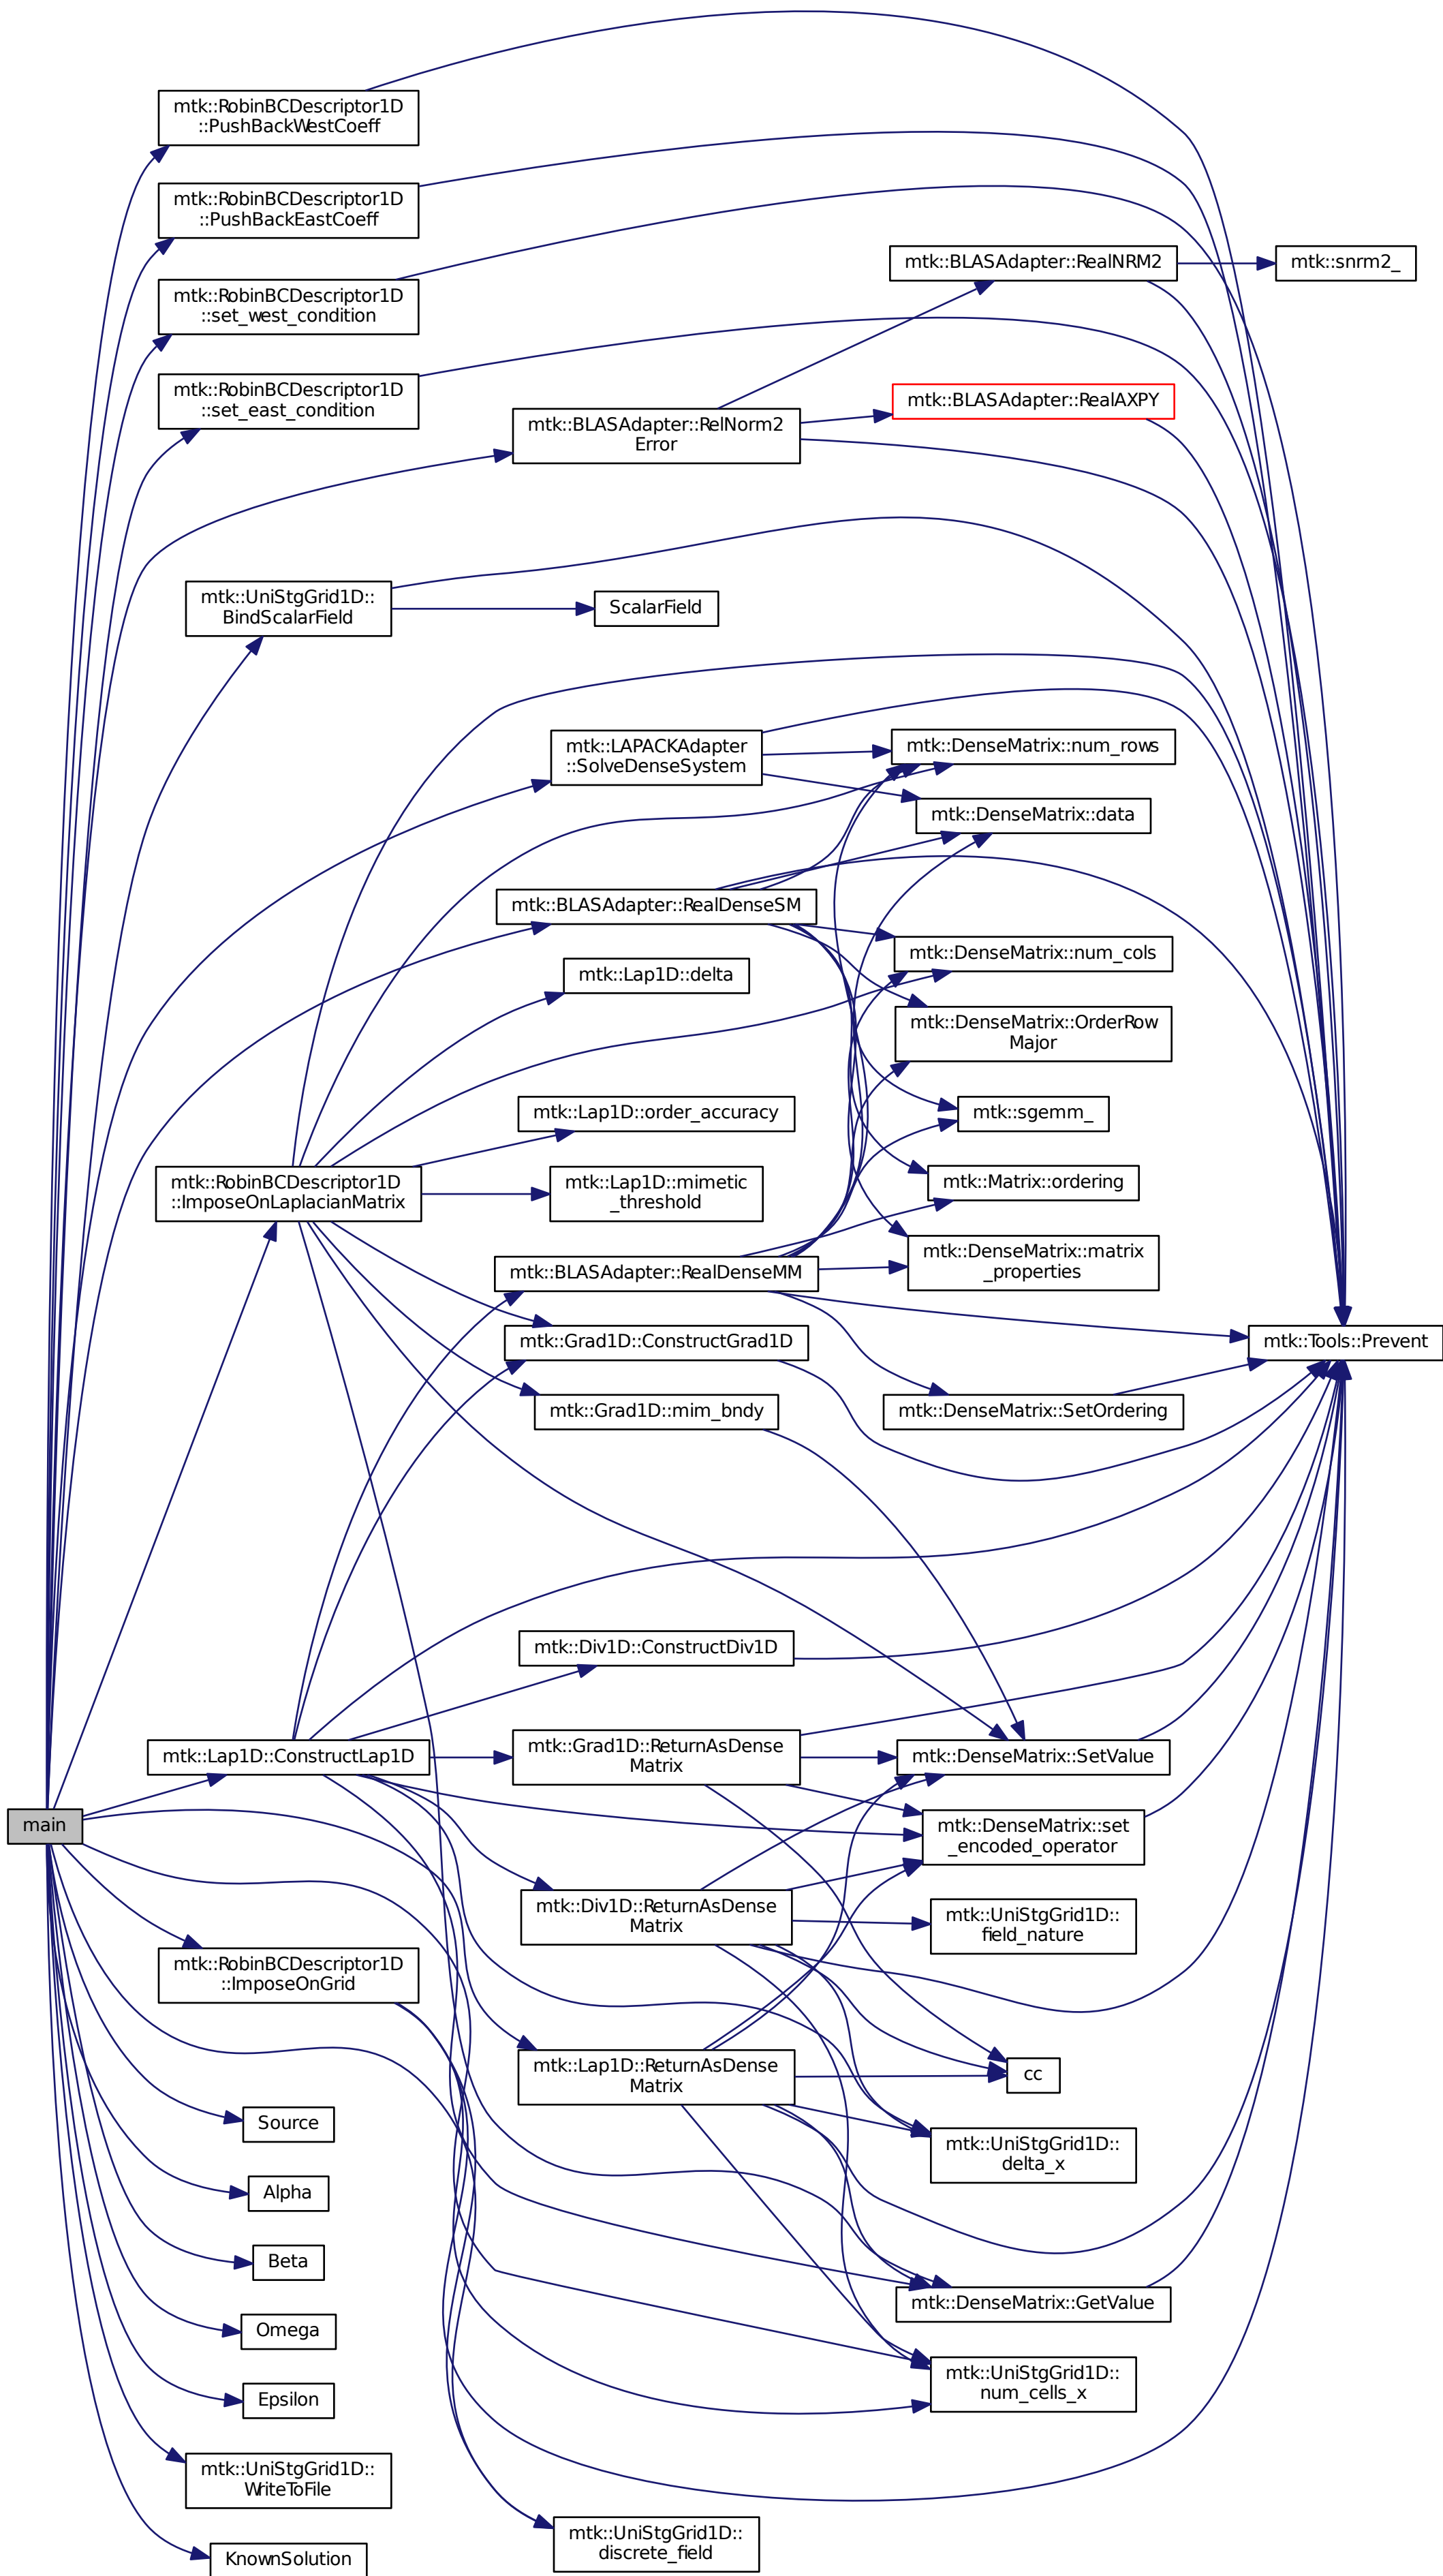 mtk::RobinBCDescriptor1D
::PushBackWestCoeff
mtk::RobinBCDescriptor1D
::PushBackEastCoeff
mtk::BLASAdapter::RealNRM2
mtk::snrm2_
mtk::RobinBCDescriptor1D
::set_west_condition
mtk::RobinBCDescriptor1D
::set_east_condition
mtk::BLASAdapter::RealAXPY
mtk::BLASAdapter::RelNorm2
Error
mtk::UniStgGrid1D::
BindScalarField
ScalarField
mtk::LAPACKAdapter
::SolveDenseSystem
mtk::DenseMatrix::num_rows
mtk::DenseMatrix::data
mtk::BLASAdapter::RealDenseSM
mtk::DenseMatrix::num_cols
mtk::Lap1D::delta
mtk::DenseMatrix::OrderRow
Major
mtk::Lap1D::order_accuracy
mtk::sgemm_
mtk::RobinBCDescriptor1D
::ImposeOnLaplacianMatrix
mtk::Lap1D::mimetic
_threshold
mtk::Matrix::ordering
mtk::DenseMatrix::matrix
_properties
mtk::BLASAdapter::RealDenseMM
mtk::Grad1D::ConstructGrad1D
mtk::Tools::Prevent
mtk::Grad1D::mim_bndy
mtk::DenseMatrix::SetOrdering
mtk::Div1D::ConstructDiv1D
mtk::Lap1D::ConstructLap1D
mtk::Grad1D::ReturnAsDense
Matrix
mtk::DenseMatrix::SetValue
main
mtk::DenseMatrix::set
_encoded_operator
mtk::Div1D::ReturnAsDense
Matrix
mtk::UniStgGrid1D::
field_nature
mtk::RobinBCDescriptor1D
::ImposeOnGrid
mtk::Lap1D::ReturnAsDense
Matrix
cc
Source
mtk::UniStgGrid1D::
delta_x
Alpha
Beta
mtk::DenseMatrix::GetValue
Omega
mtk::UniStgGrid1D::
num_cells_x
Epsilon
mtk::UniStgGrid1D::
WriteToFile
mtk::UniStgGrid1D::
discrete_field
KnownSolution